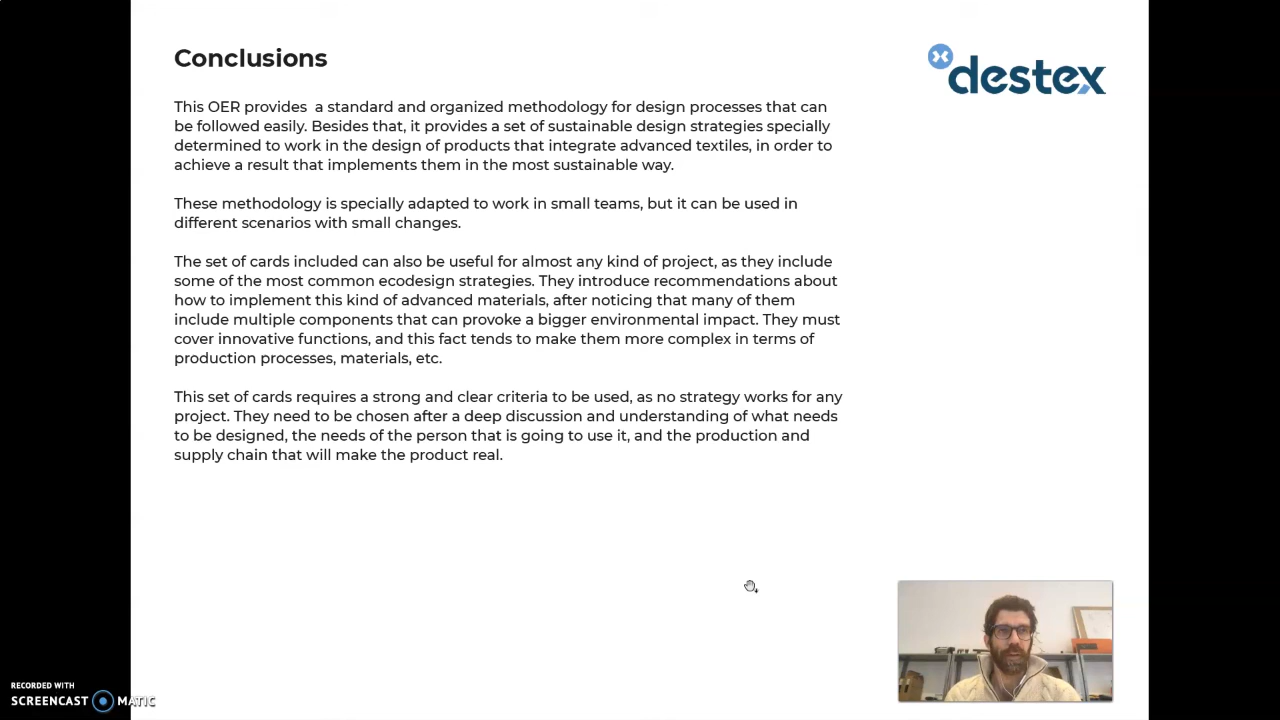 Conclusions
destex
This OER provides  a standard and organized methodology for design processes that can
be followed easily. Besides that, it provides a set of sustainable design strategies specially
determined to work in the design of products that integrate advanced textiles, in order to
achieve a result that implements them in the most sustainable way.
These methodology is specially adapted to work in small teams, but it can be used in
different scenarios with small changes.
The set of cards included can also be useful for almost any kind of project, as they include
some of the most common ecodesign strategies. They introduce recommendations about
how to implement this kind of advanced materials, after noticing that many of them
include multiple components that can provoke a bigger environmental impact. They must
cover innovative functions, and this fact tends to make them more complex in terms of
production processes, materials, etc.
This set of cards requires a strong and clear criteria to be used, as no strategy works for any
project. They need to be chosen after a deep discussion and understanding of what needs
to be designed, the needs of the person that is going to use it, and the production and
supply chain that will make the product real.
RECORDED WITH
SCREENCAST MATIC